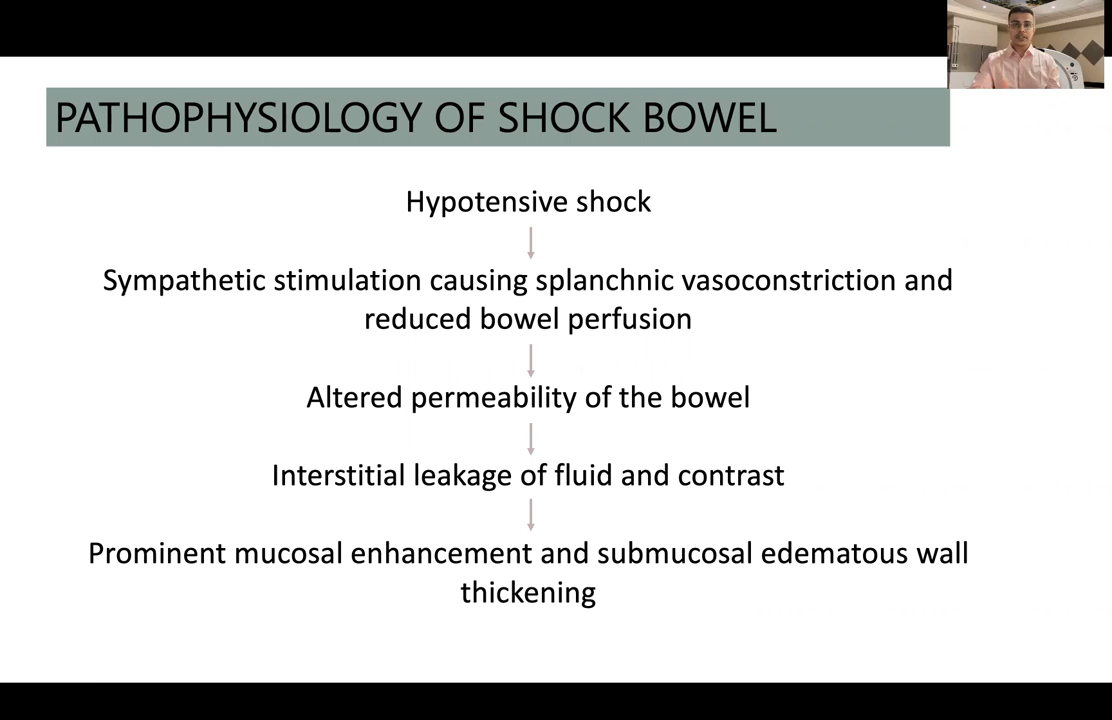 PATHOPHYSIOLOGY OF SHOCK BOWEL
Hypotensive shock
Sympathetic stimulation causing splanchnic vasoconstriction and
reduced bowel perfusion
Altered permeability of the bowel
Interstitial leakage of fluid and contrast
Prominent mucosal enhancement and submucosal edematous wall
thickening